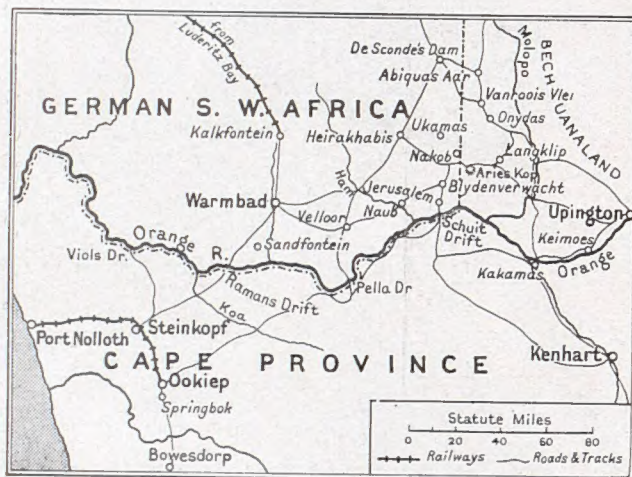 from
Luderitz Bay
De Sconde's Dam
Abiquas Aar
Molopo
BECHUANALAND
GERMAN S. W. AFRICA
Vanroois Vlei
Onydas
Kalkfontein
Heirakhabis
Ukamas
Nakob
Langklip
Aries Kop
Ham
Jerusalem
Blydenverwacht
Warmbad
Velloor
Naus
Upington
Orange
R.
Schuit
Drift
Keimoes
Viols Dr.
Sandfontein
Kakamas
Orange
Ramans Drift
Pella Dr
Koa
Port Nolloth
Steinkopf
CAPE PROVINCE
Kenhart
Ookiep
Springbok
Bowesdorp
Statute Miles
0 20 40 60 80
Railways
Roads & Tracks